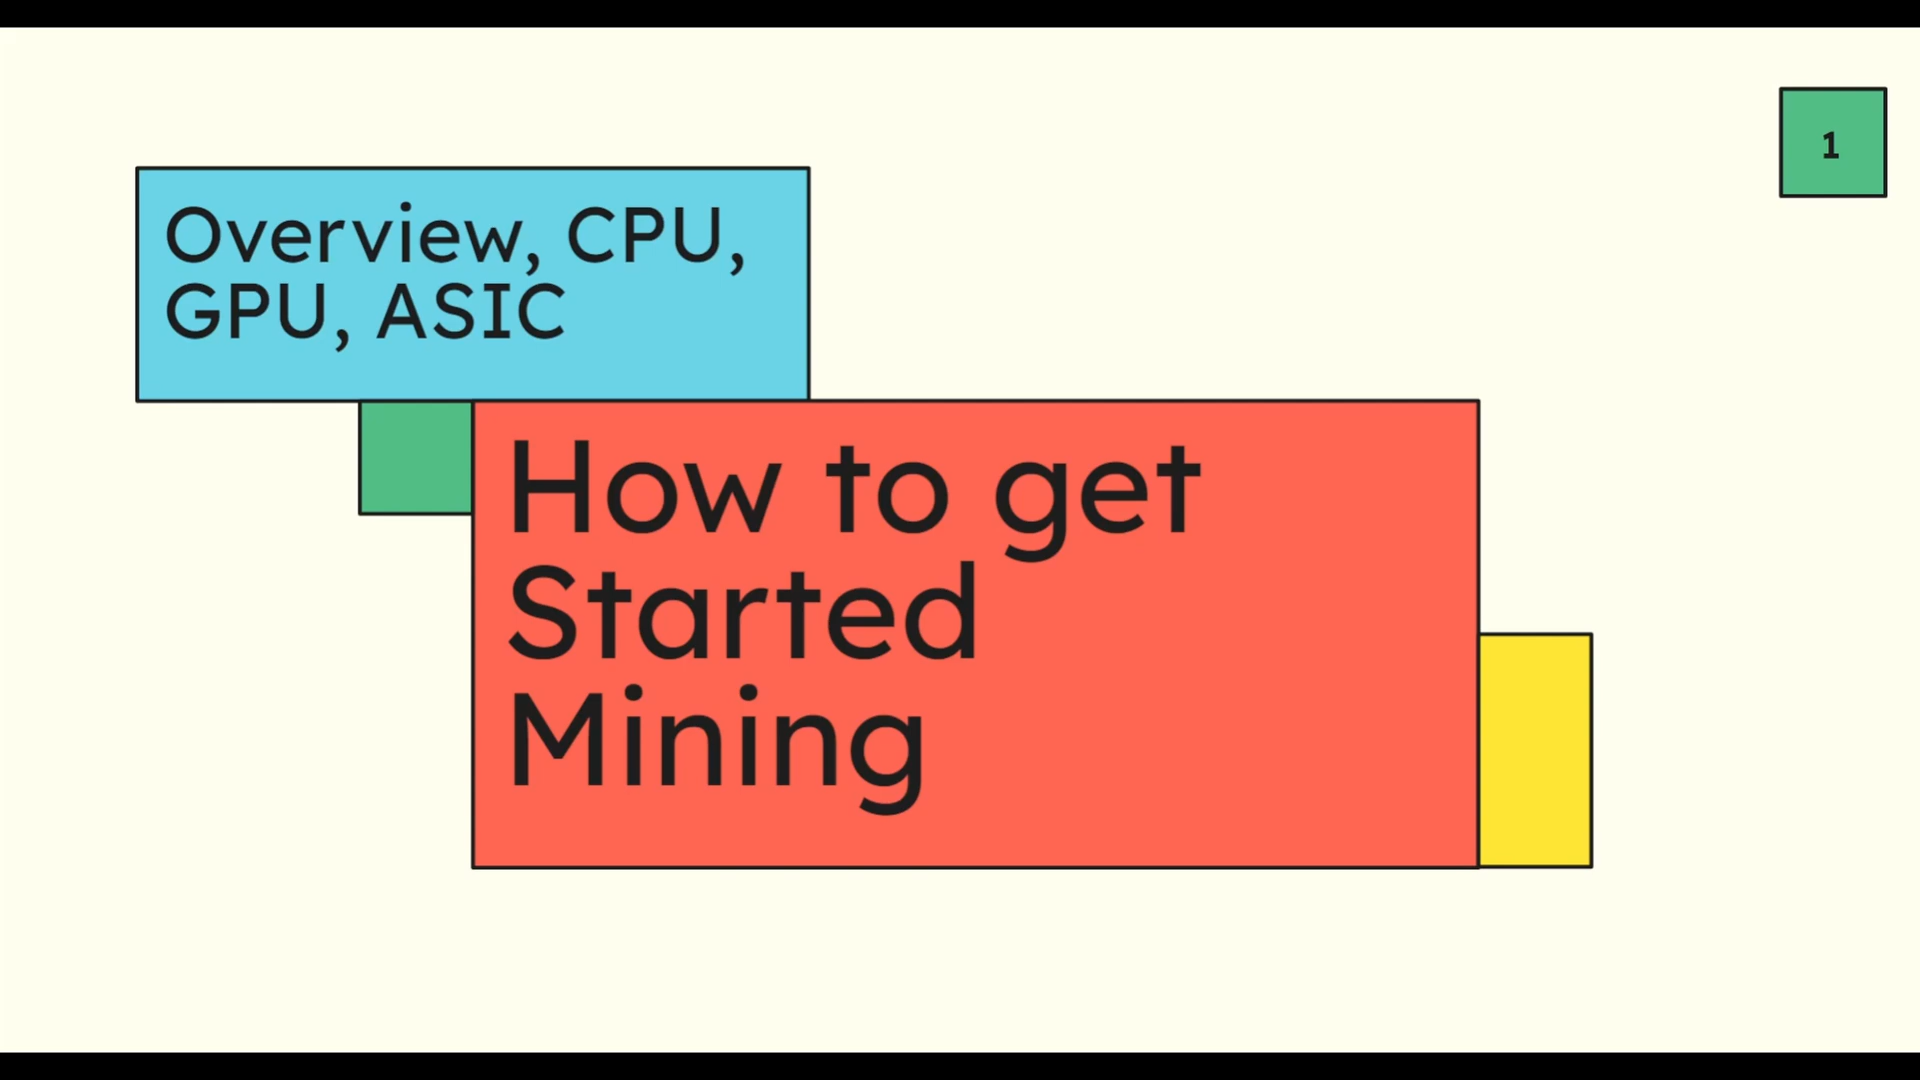 1
Overview, CPU,
GPU, ASIC
How to get
Started
Mining